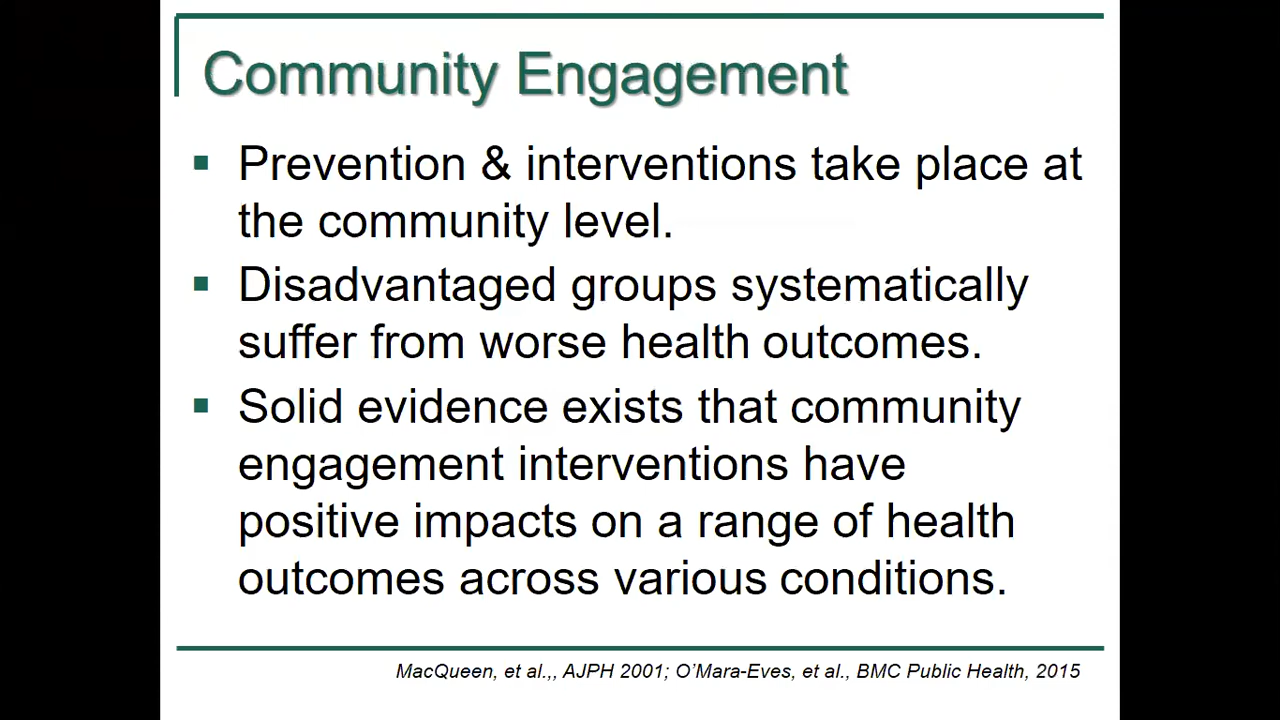 Community Engagement
▪ Prevention & interventions take place at
the community level.
▪ Disadvantaged groups systematically
suffer from worse health outcomes.
▪ Solid evidence exists that community
engagement interventions have
positive impacts on a range of health
outcomes across various conditions.
MacQueen, et al.,, AJPH 2001; O’Mara-Eves, et al., BMC Public Health, 2015